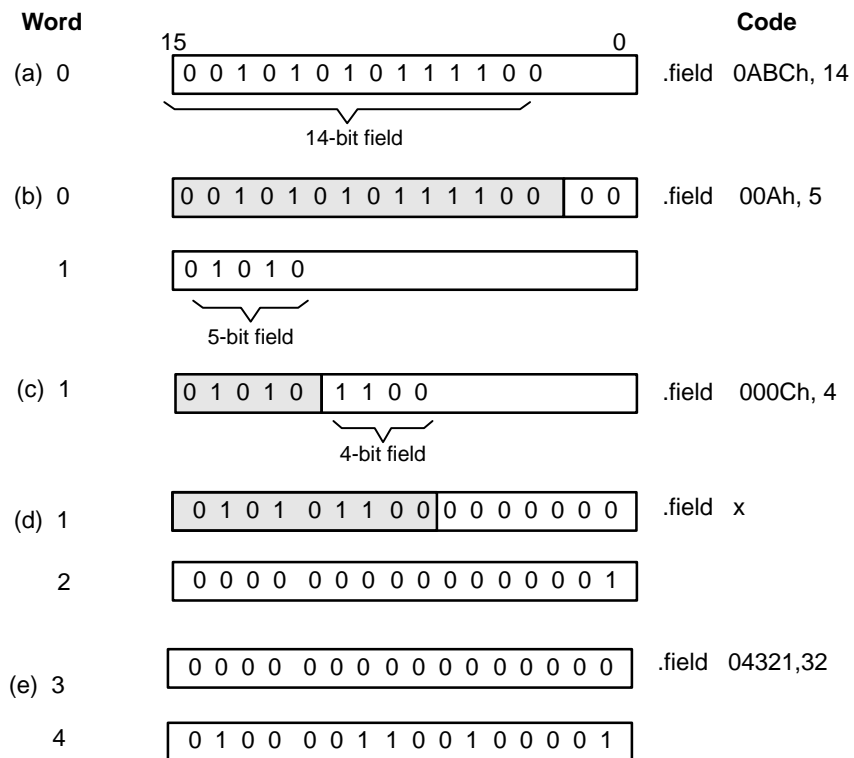 Word Code
15 0
(a) 0 0 0 1 0 1 0 1 0 1 1 1 1 0 0 .field 0ABCh, 14
14-bit field
(b) 0 0 0 1 0 1 0 1 0 1 1 1 1 0 0 0 0 .field 00Ah, 5
1 0 1 0 1 0
5-bit field
(c) 1 0 1 0 1 0 1 1 0 0 .field 000Ch, 4
4-bit field
(d) 1 0 1 0 1 0 1 1 0 0 0 0 0 0 0 0 0 .field x
2 0 0 0 0 0 0 0 0 0 0 0 0 0 0 0 1
(e) 3 0 0 0 0 0 0 0 0 0 0 0 0 0 0 0 0 .field 04321,32
4 0 1 0 0 0 0 1 1 0 0 1 0 0 0 0 1